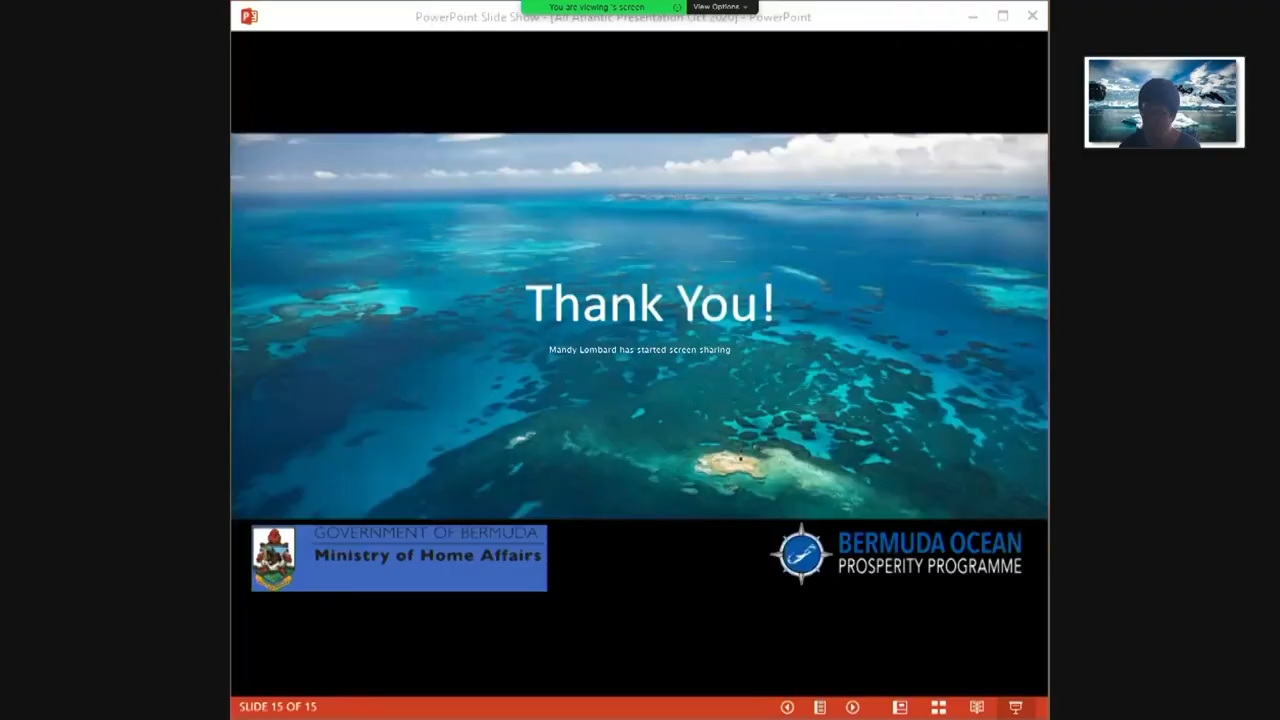 PowerPoint Slide Show - [All Atlantic Presentation Oct 2020] - PowerPoint
You are viewing 's screen
View Options
Thank You!
Mandy Lombard has started screen sharing
GOVERNMENT OF BERMUDA
Ministry of Home Affairs
BERMUDA OCEAN
PROSPERITY PROGRAMME
SLIDE 15 OF 15